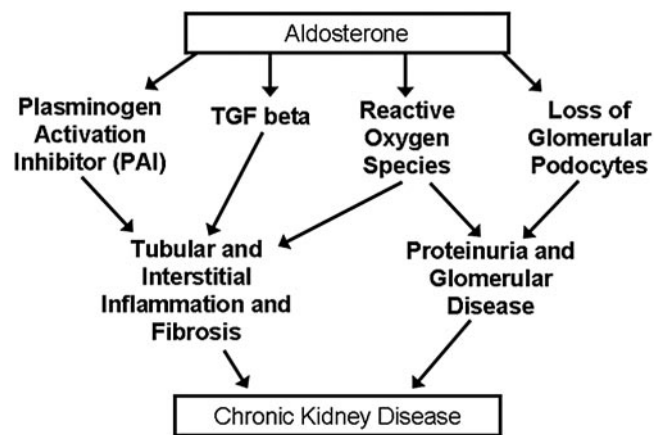 Aldosterone
Plasminogen
Activation
Inhibitor (PAI)
TGF beta
Reactive
Oxygen
Species
Loss of
Glomerular
Podocytes
Tubular and
Interstitial
Inflammation and
Fibrosis
Proteinuria and
Glomerular
Disease
Chronic Kidney Disease